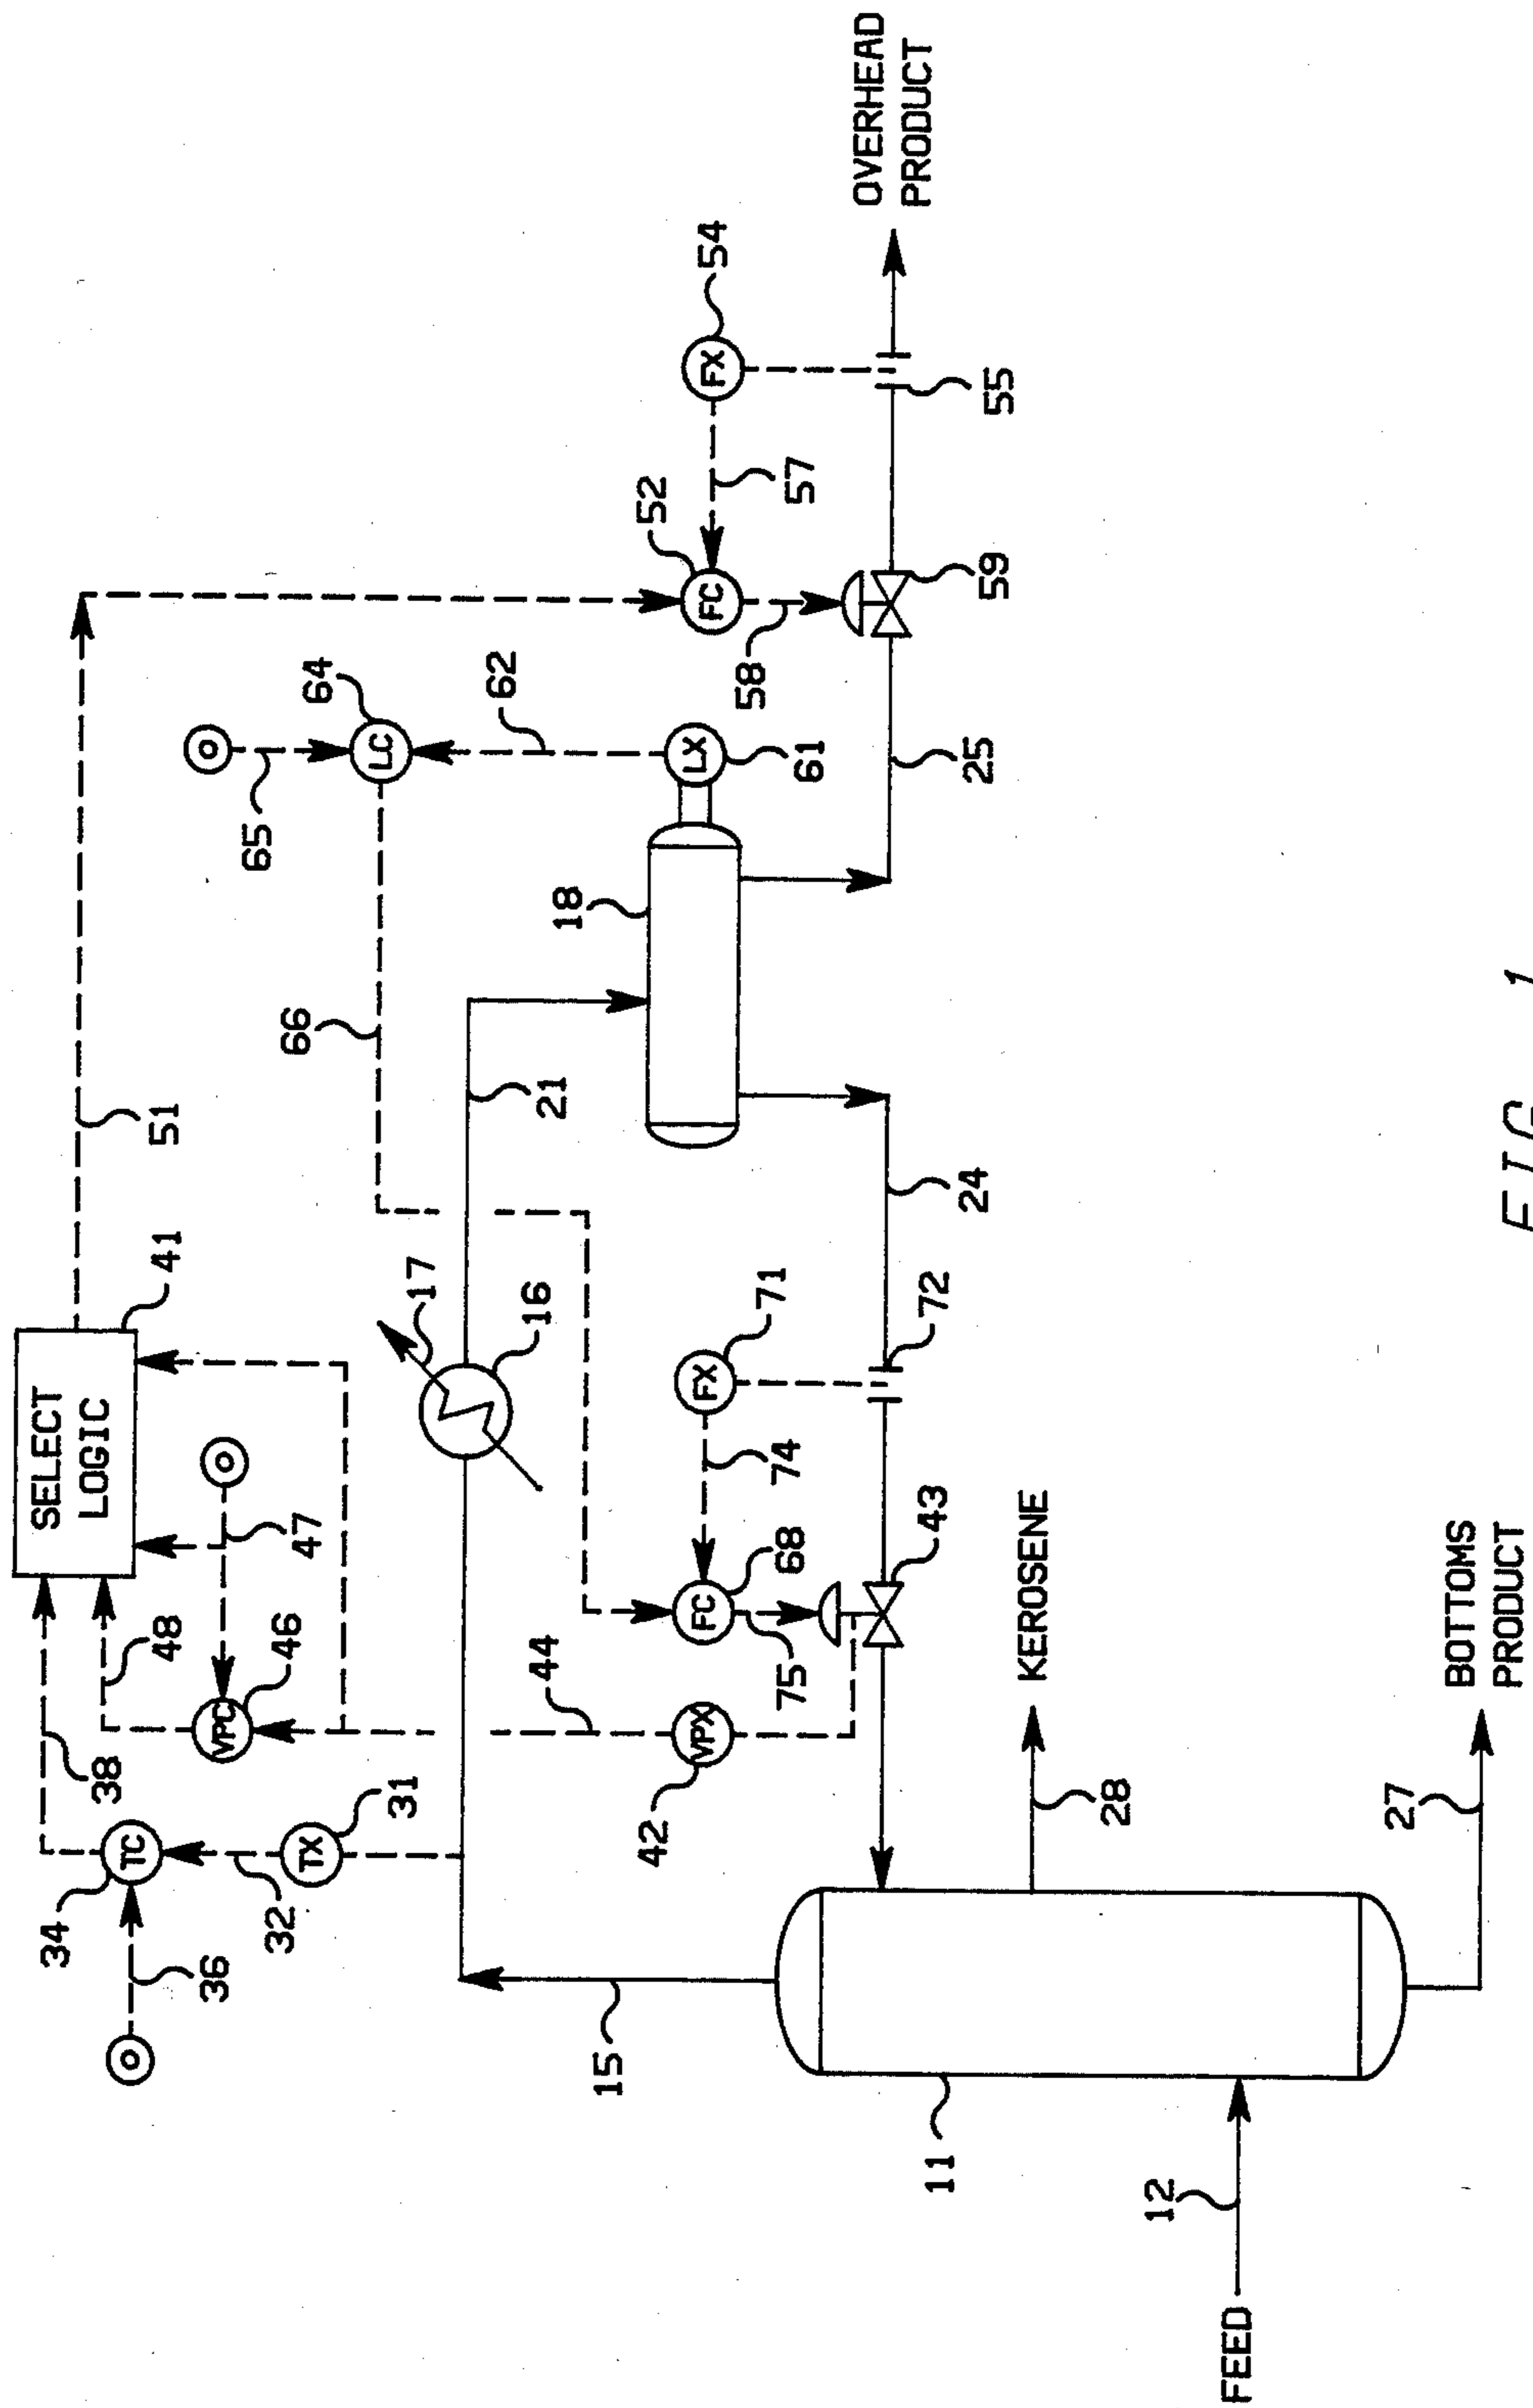 SELECT
LOGIC
41
51
38
48
47
46
VPC
34
TC
36
32
TX
31
44
VPX
42
17
16
21
66
65
LC
64
62
LX
61
18
52
FC
57
FX
54
58
59
55
25
OVERHEAD
PRODUCT
24
72
FX
71
74
FC
68
75
43
15
11
12
FEED
28
KEROSENE
27
BOTTOMS
PRODUCT
FIG. 1